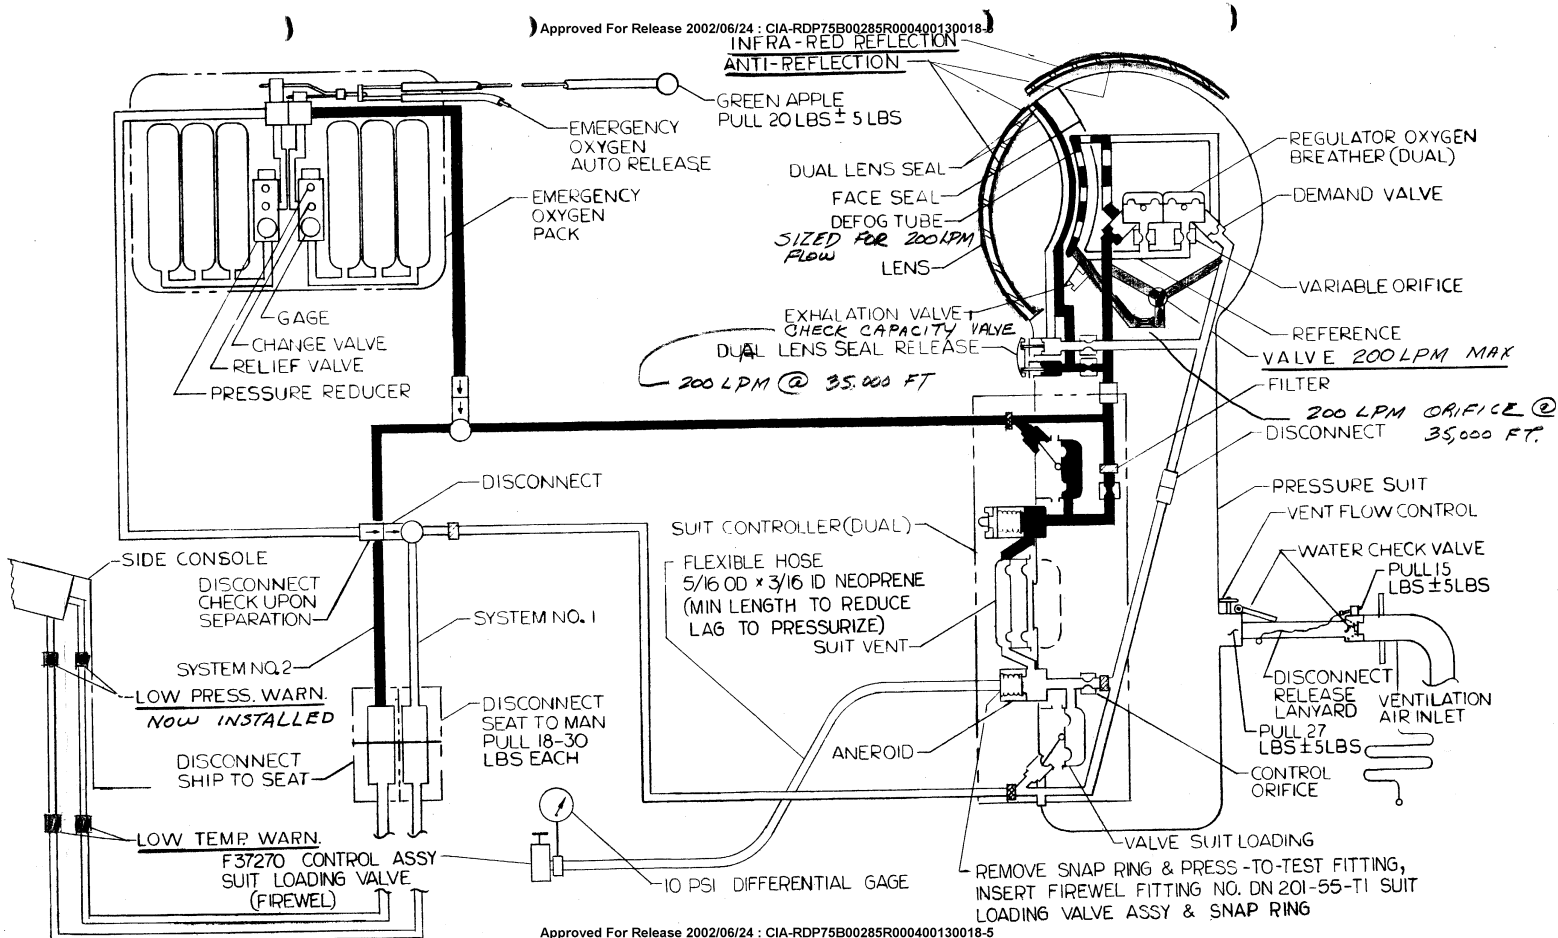 Approved For Release 2002/06/24 : CIA-RDP75B00285R000400130018-5
INFRA-RED REFLECTION
ANTI-REFLECTION
GREEN APPLE
PULL 20 LBS ± 5 LBS
EMERGENCY
OXYGEN
AUTO RELEASE
EMERGENCY
OXYGEN
PACK
DUAL LENS SEAL
FACE SEAL
DEFOG TUBE
SIZED FOR 200 LPM
FLOW
LENS
REGULATOR OXYGEN
BREATHER (DUAL)
DEMAND VALVE
VARIABLE ORIFICE
REFERENCE
VALVE 200 LPM MAX
FILTER
200 LPM ORIFICE @
35,000 FT.
DISCONNECT
EXHALATION VALVE
CHECK CAPACITY VALVE
DUAL LENS SEAL RELEASE
200 LPM @ 35.000 FT
GAGE
CHANGE VALVE
RELIEF VALVE
PRESSURE REDUCER
DISCONNECT
PRESSURE SUIT
VENT FLOW CONTROL
WATER CHECK VALVE
PULL 15
LBS ± 5 LBS
SUIT CONTROLLER (DUAL)
FLEXIBLE HOSE
5/16 OD x 3/16 ID NEOPRENE
(MIN LENGTH TO REDUCE
LAG TO PRESSURIZE)
SUIT VENT
SIDE CONSOLE
DISCONNECT
CHECK UPON
SEPARATION
SYSTEM NO. 1
SYSTEM NO. 2
LOW PRESS. WARN.
NOW INSTALLED
DISCONNECT
SEAT TO MAN
PULL 18-30
LBS EACH
DISCONNECT
SHIP TO SEAT
ANEROID
DISCONNECT
RELEASE
LANYARD
VENTILATION
AIR INLET
PULL 27
LBS ± 5 LBS
CONTROL
ORIFICE
LOW TEMP. WARN.
F37270 CONTROL ASSY
SUIT LOADING VALVE
(FIREWEL)
10 PSI DIFFERENTIAL GAGE
VALVE SUIT LOADING
REMOVE SNAP RING & PRESS-TO-TEST FITTING,
INSERT FIREWEL FITTING NO. DN 201-55-T1 SUIT
LOADING VALVE ASSY & SNAP RING
Approved For Release 2002/06/24 : CIA-RDP75B00285R000400130018-5